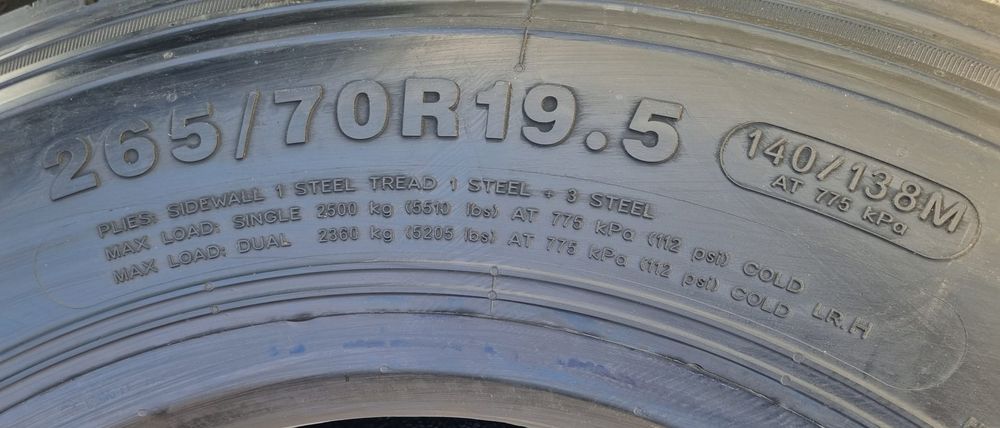 265/70R19.5
140/138M
AT 775 KPa
PLIES: SIDEWALL 1 STEEL TREAD 1 STEEL + 3 STEEL
MAX LOAD: SINGLE 2500 kg (5510 lbs) AT 775 KPa (112 psi) COLD
MAX LOAD: DUAL 2360 kg (5205 lbs) AT 775 KPa (112 psi) COLD LR.H